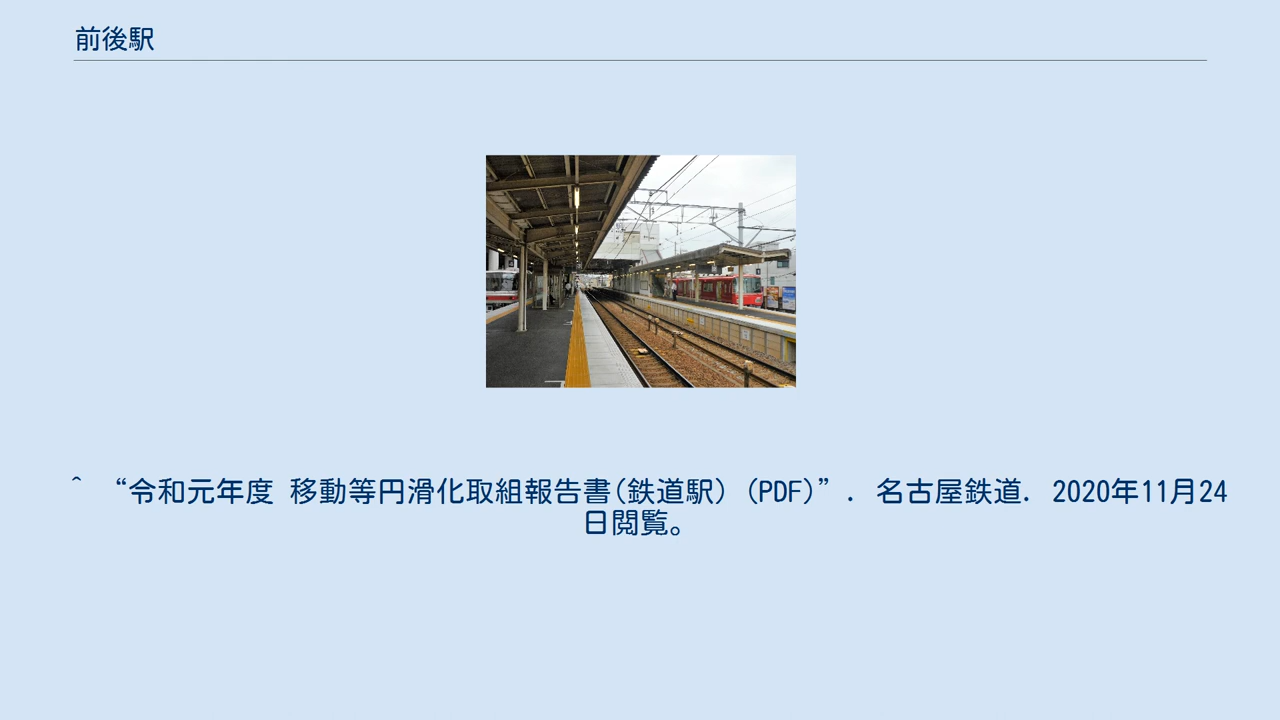 前後駅
^ “令和元年度 移動等円滑化取組報告書(鉄道駅) (PDF)”. 名古屋鉄道. 2020年11月24
日閲覧。